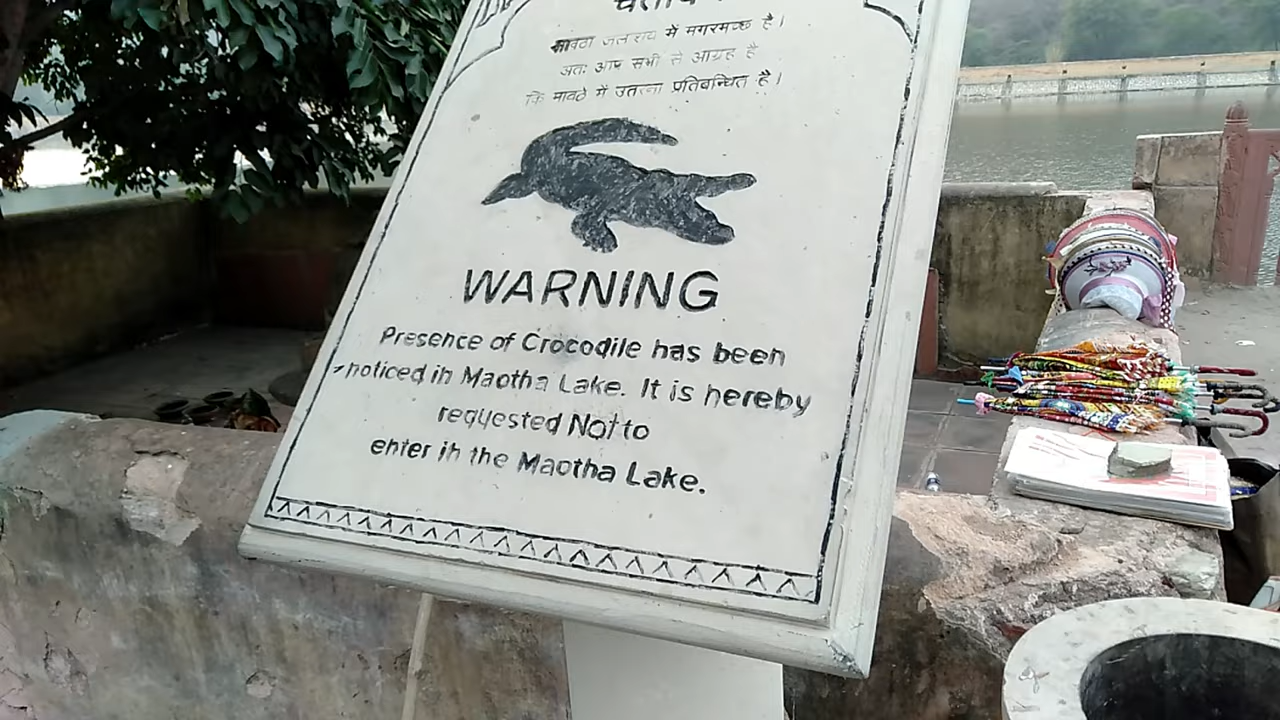 मावठा जलाशय में मगरमच्छ है।
अतः आप सभी से आग्रह है
कि मावठे में उतरना प्रतिबन्धित है।
WARNING
Presence of Crocodile has been
noticed in Maotha Lake. It is hereby
requested Not to
enter in the Maotha Lake.